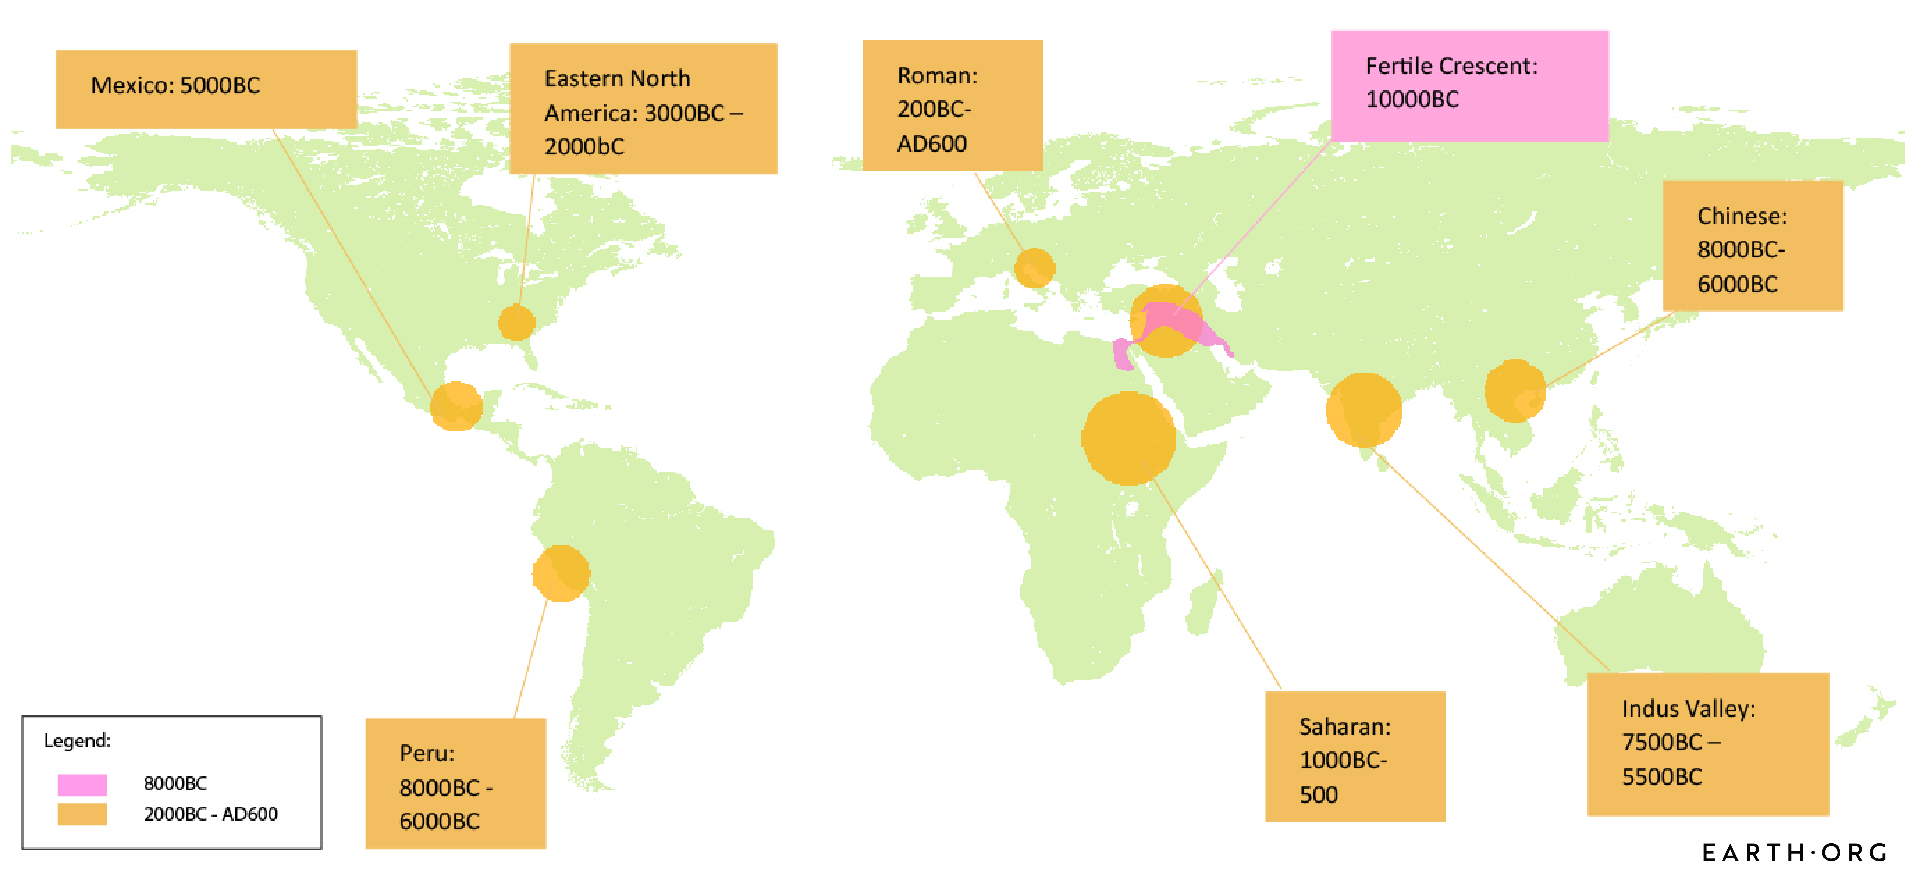 Mexico: 5000BC
Eastern North
America: 3000BC –
2000bC
Roman:
200BC-
AD600
Fertile Crescent:
10000BC
Chinese:
8000BC-
6000BC
Legend:
8000BC
2000BC - AD600
Peru:
8000BC -
6000BC
Saharan:
1000BC-
500
Indus Valley:
7500BC –
5500BC
EARTH·ORG